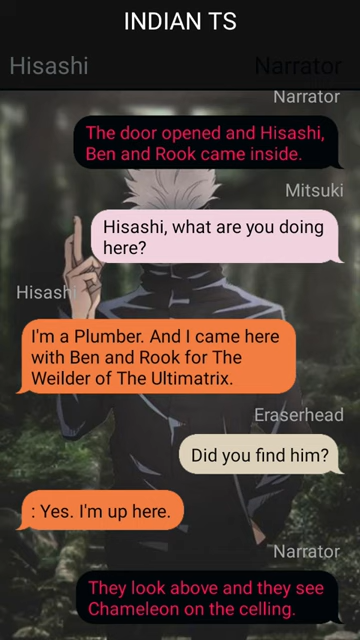 INDIAN TS
Hisashi
Narrator
Narrator
The door opened and Hisashi,
Ben and Rook came inside.
Mitsuki
Hisashi, what are you doing
here?
Hisashi
I'm a Plumber. And I came here
with Ben and Rook for The
Weilder of The Ultimatrix.
Eraserhead
Did you find him?
: Yes. I'm up here.
Narrator
They look above and they see
Chameleon on the celling.